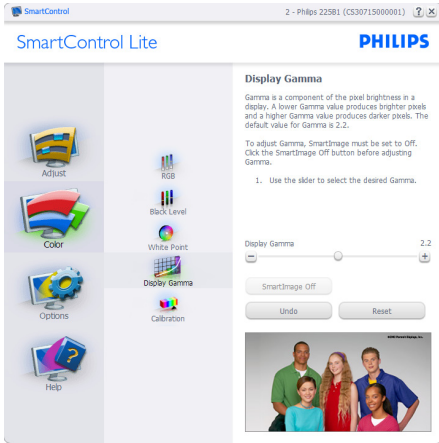 SmartControl
2 - Philips 225B1 (CS30715000001)
?
X
SmartControl Lite
PHILIPS
Adjust
Color
Options
Help
RGB
Black Level
White Point
Display Gamma
Calibration
Display Gamma
Gamma is a component of the pixel brightness in a
display. A lower Gamma value produces brighter pixels
and a higher Gamma value produces darker pixels. The
default value for Gamma is 2.2.
To adjust Gamma, SmartImage must be set to Off.
Click the SmartImage Off button before adjusting
Gamma.
1. Use the slider to select the desired Gamma.
Display Gamma
2.2
SmartImage Off
Undo
Reset